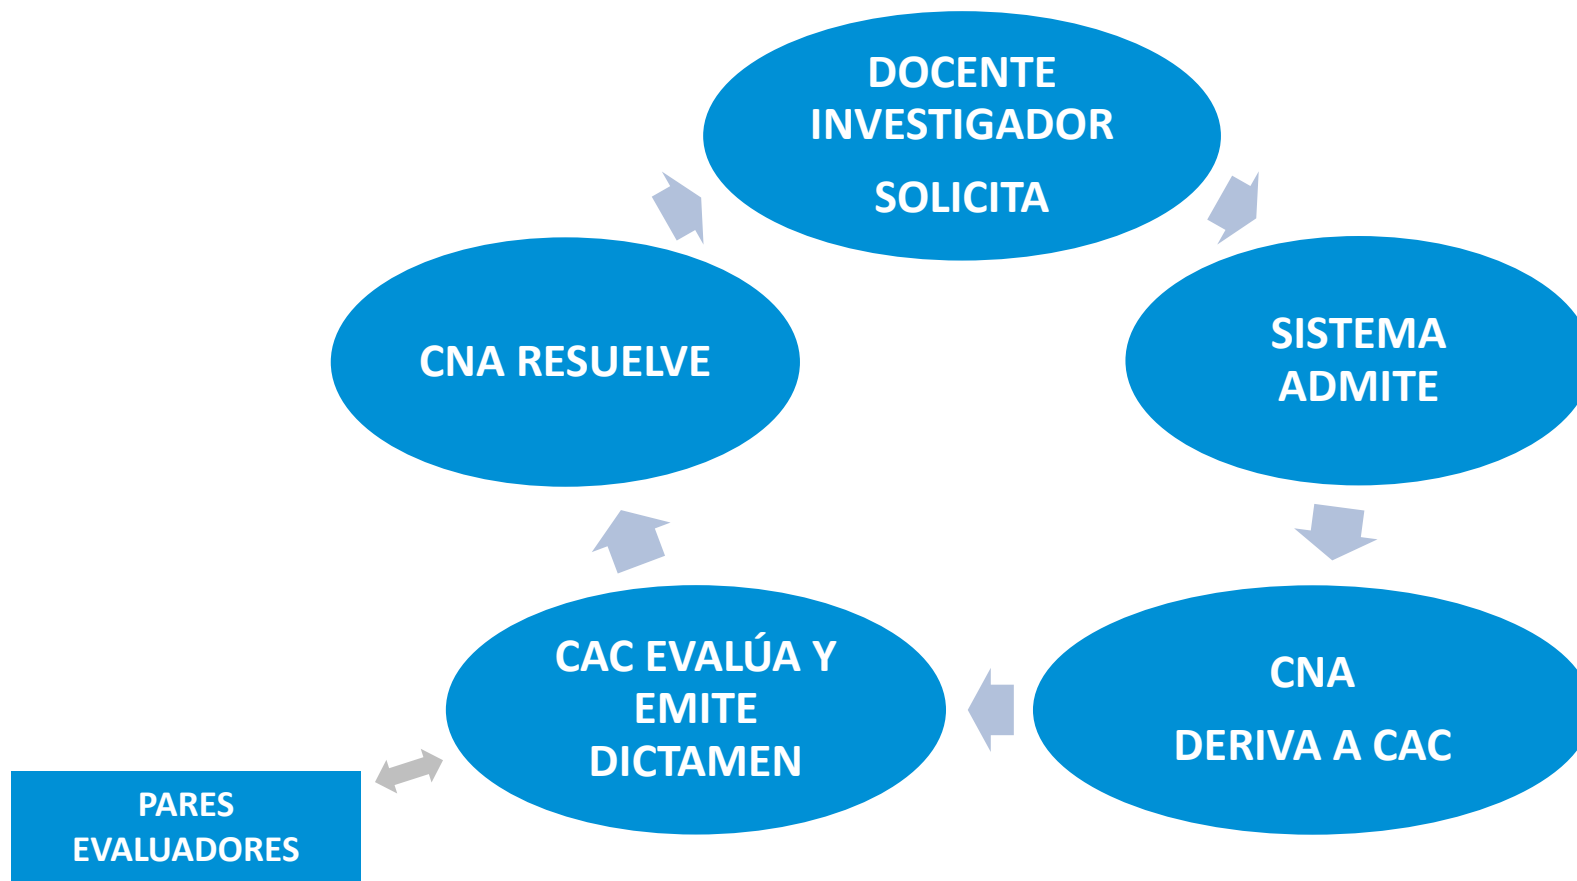 DOCENTE
INVESTIGADOR
SOLICITA
SISTEMA
ADMITE
CNA
DERIVA A CAC
CAC EVALÚA Y
EMITE
DICTAMEN
PARES
EVALUADORES
CNA RESUELVE